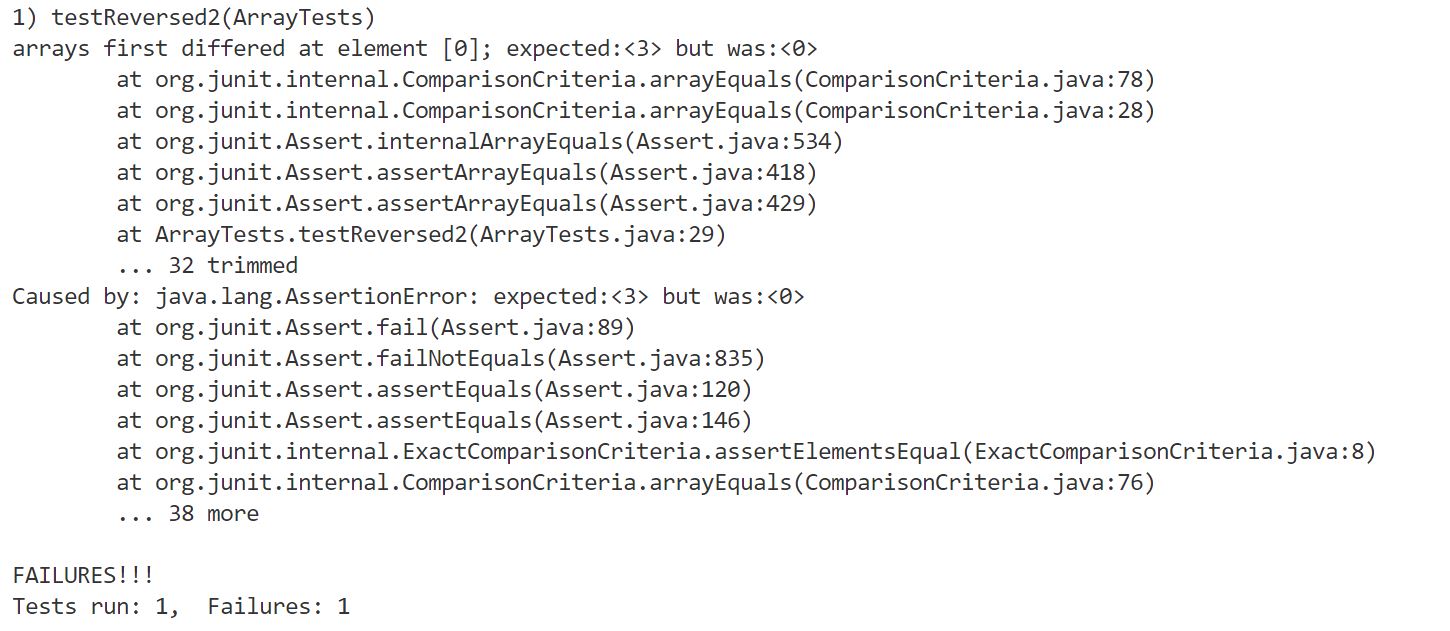 1) testReversed2(ArrayTests)
arrays first differed at element [0]; expected:<3> but was:<0>
at org.junit.internal.ComparisonCriteria.arrayEquals(ComparisonCriteria.java:78)
at org.junit.internal.ComparisonCriteria.arrayEquals(ComparisonCriteria.java:28)
at org.junit.Assert.internalArrayEquals(Assert.java:534)
at org.junit.Assert.assertArrayEquals(Assert.java:418)
at org.junit.Assert.assertArrayEquals(Assert.java:429)
at ArrayTests.testReversed2(ArrayTests.java:29)
... 32 trimmed
Caused by: java.lang.AssertionError: expected:<3> but was:<0>
at org.junit.Assert.fail(Assert.java:89)
at org.junit.Assert.failNotEquals(Assert.java:835)
at org.junit.Assert.assertEquals(Assert.java:120)
at org.junit.Assert.assertEquals(Assert.java:146)
at org.junit.internal.ExactComparisonCriteria.assertElementsEqual(ExactComparisonCriteria.java:8)
at org.junit.internal.ComparisonCriteria.arrayEquals(ComparisonCriteria.java:76)
... 38 more
FAILURES!!!
Tests run: 1,  Failures: 1